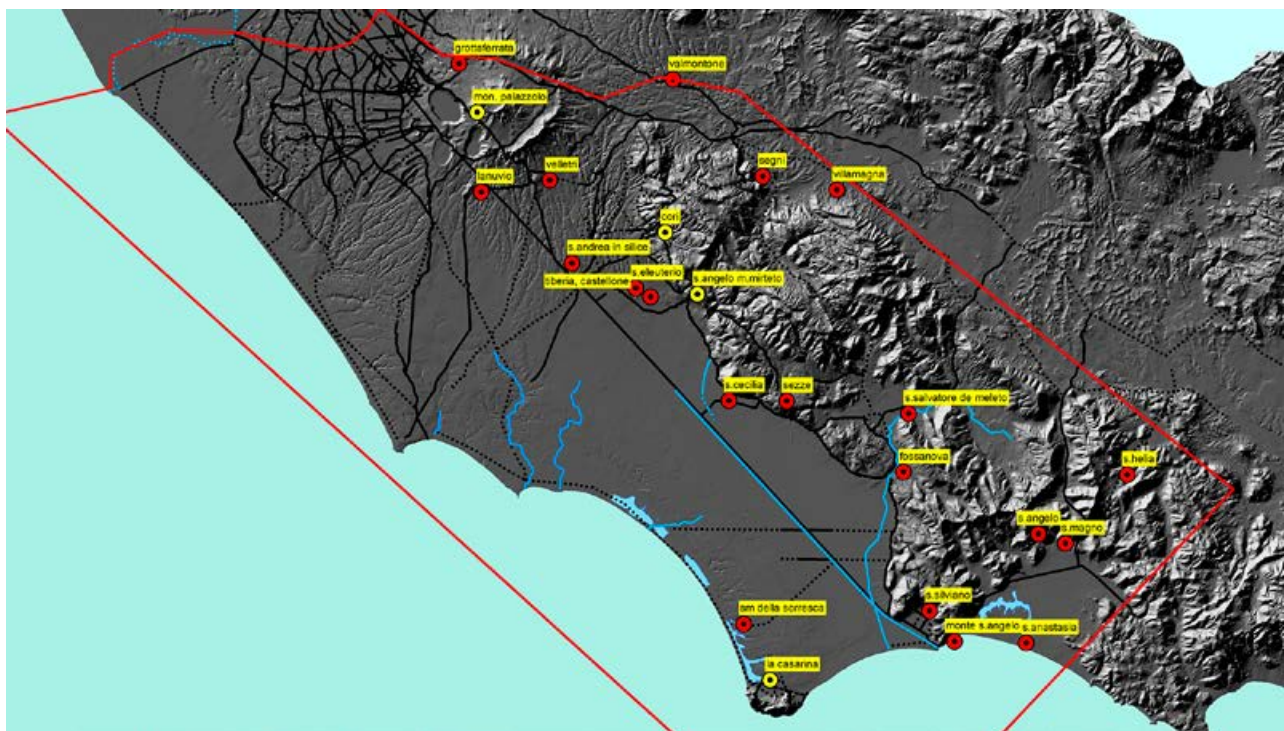 grottaferrata
valmontone
mon. palazzolo
velletri
segni
lanuvio
villamagna
cori
s.andrea in silice
s.eleuterio
tiberia, castellone
s.angelo m.mirteto
s.cecilia
sezze
s.salvatore de meleto
fossanova
s.helia
s.angelo
s.magno
s.silviano
sm della sorresca
monte s.angelo
s.anastasia
la casarina